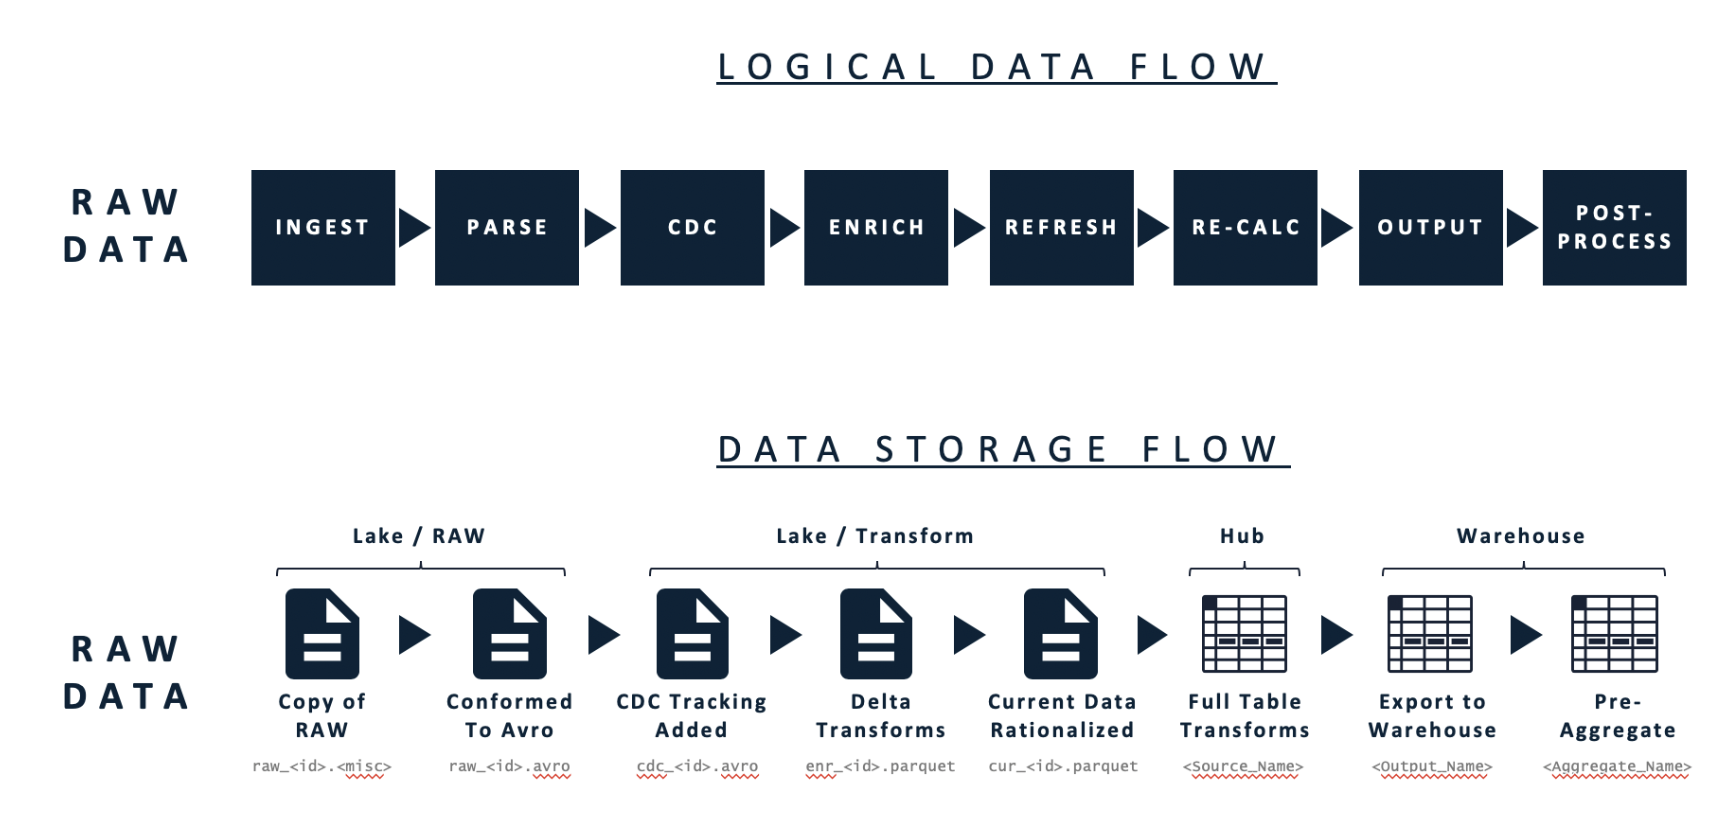 LOGICAL DATA FLOW
RAW
DATA
INGEST
PARSE
CDC
ENRICH
REFRESH
RE-CALC
OUTPUT
POST-
PROCESS
DATA STORAGE FLOW
Lake / RAW
Lake / Transform
Hub
Warehouse
RAW
DATA
Copy of
RAW
raw_<id>.<misc>
Conformed
To Avro
raw_<id>.avro
CDC Tracking
Added
cdc_<id>.avro
Delta
Transforms
enr_<id>.parquet
Current Data
Rationalized
cur_<id>.parquet
Full Table
Transforms
<Source_Name>
Export to
Warehouse
<Output_Name>
Pre-
Aggregate
<Aggregate_Name>